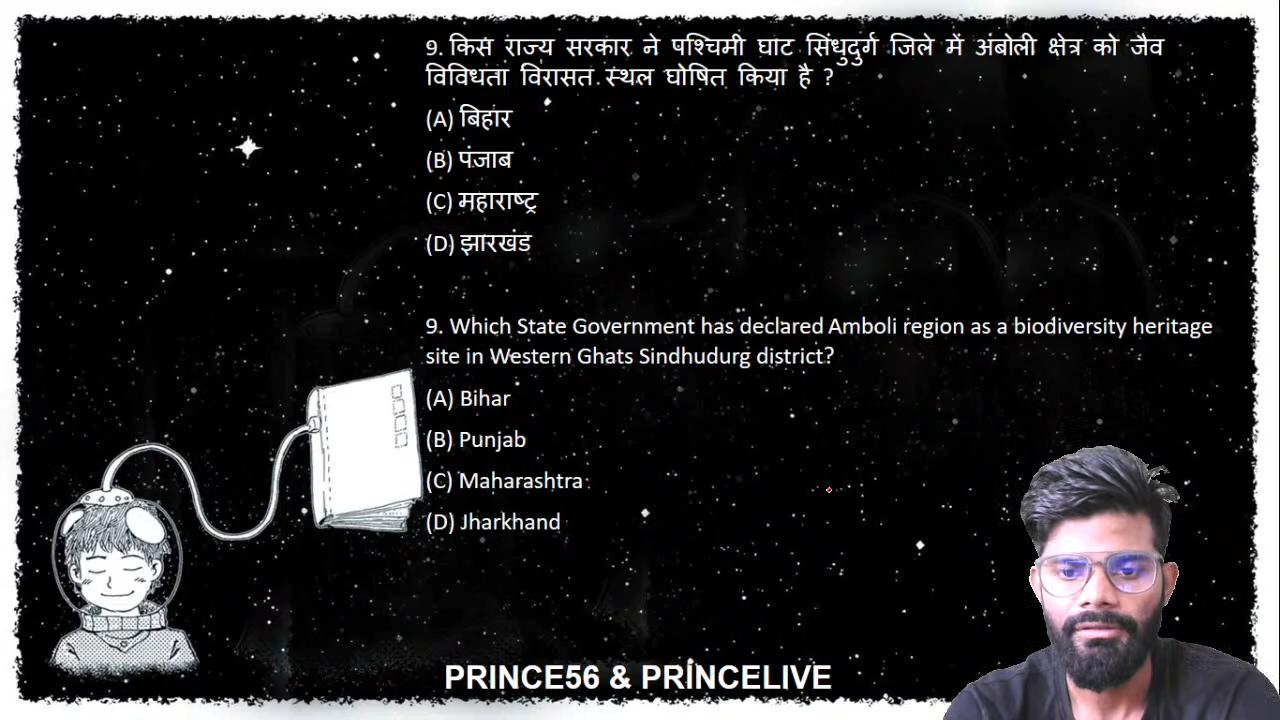 9. किस राज्य सरकार ने पश्चिमी घाट सिंधुदुर्ग जिले में अंबोली क्षेत्र को जैव
विविधता विरासत स्थल घोषित किया है ?
(A) बिहार
(B) पंजाब
(C) महाराष्ट्र
(D) झारखंड
9. Which State Government has declared Amboli region as a biodiversity heritage
site in Western Ghats Sindhudurg district?
(A) Bihar
(B) Punjab
(C) Maharashtra
(D) Jharkhand
PRINCE56 & PRINCELIVE